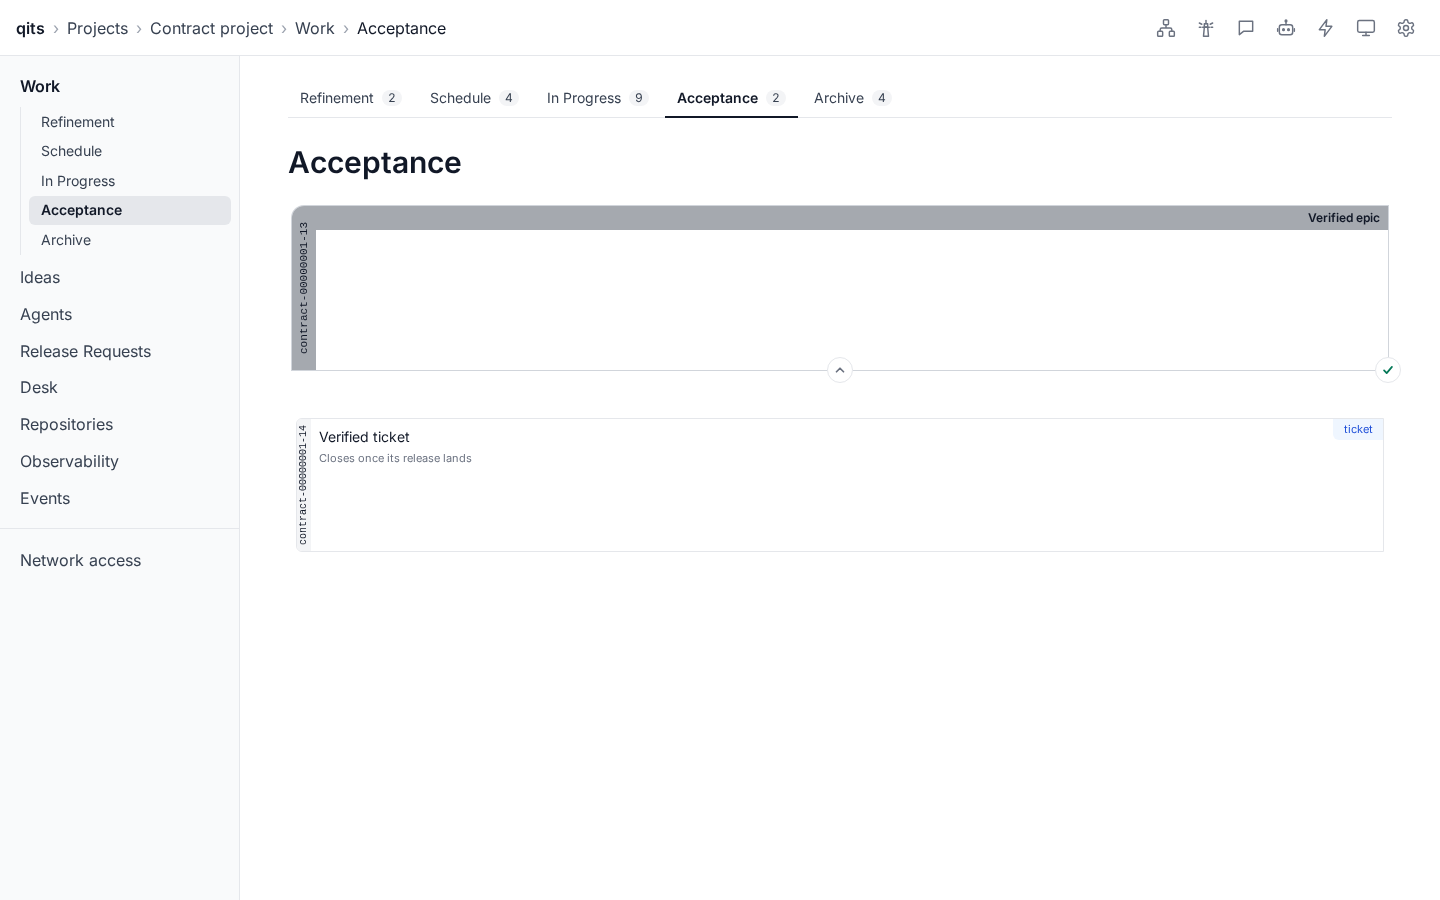 qits › Projects › Contract project › Work › Acceptance
Work
Refinement
Schedule
In Progress
Acceptance
Archive
Ideas
Agents
Release Requests
Desk
Repositories
Observability
Events
Network access
Refinement 2 Schedule 4 In Progress 9 Acceptance 2 Archive 4
Acceptance
Verified epic
contract-00000001-13
contract-00000001-14
Verified ticket
ticket
Closes once its release lands